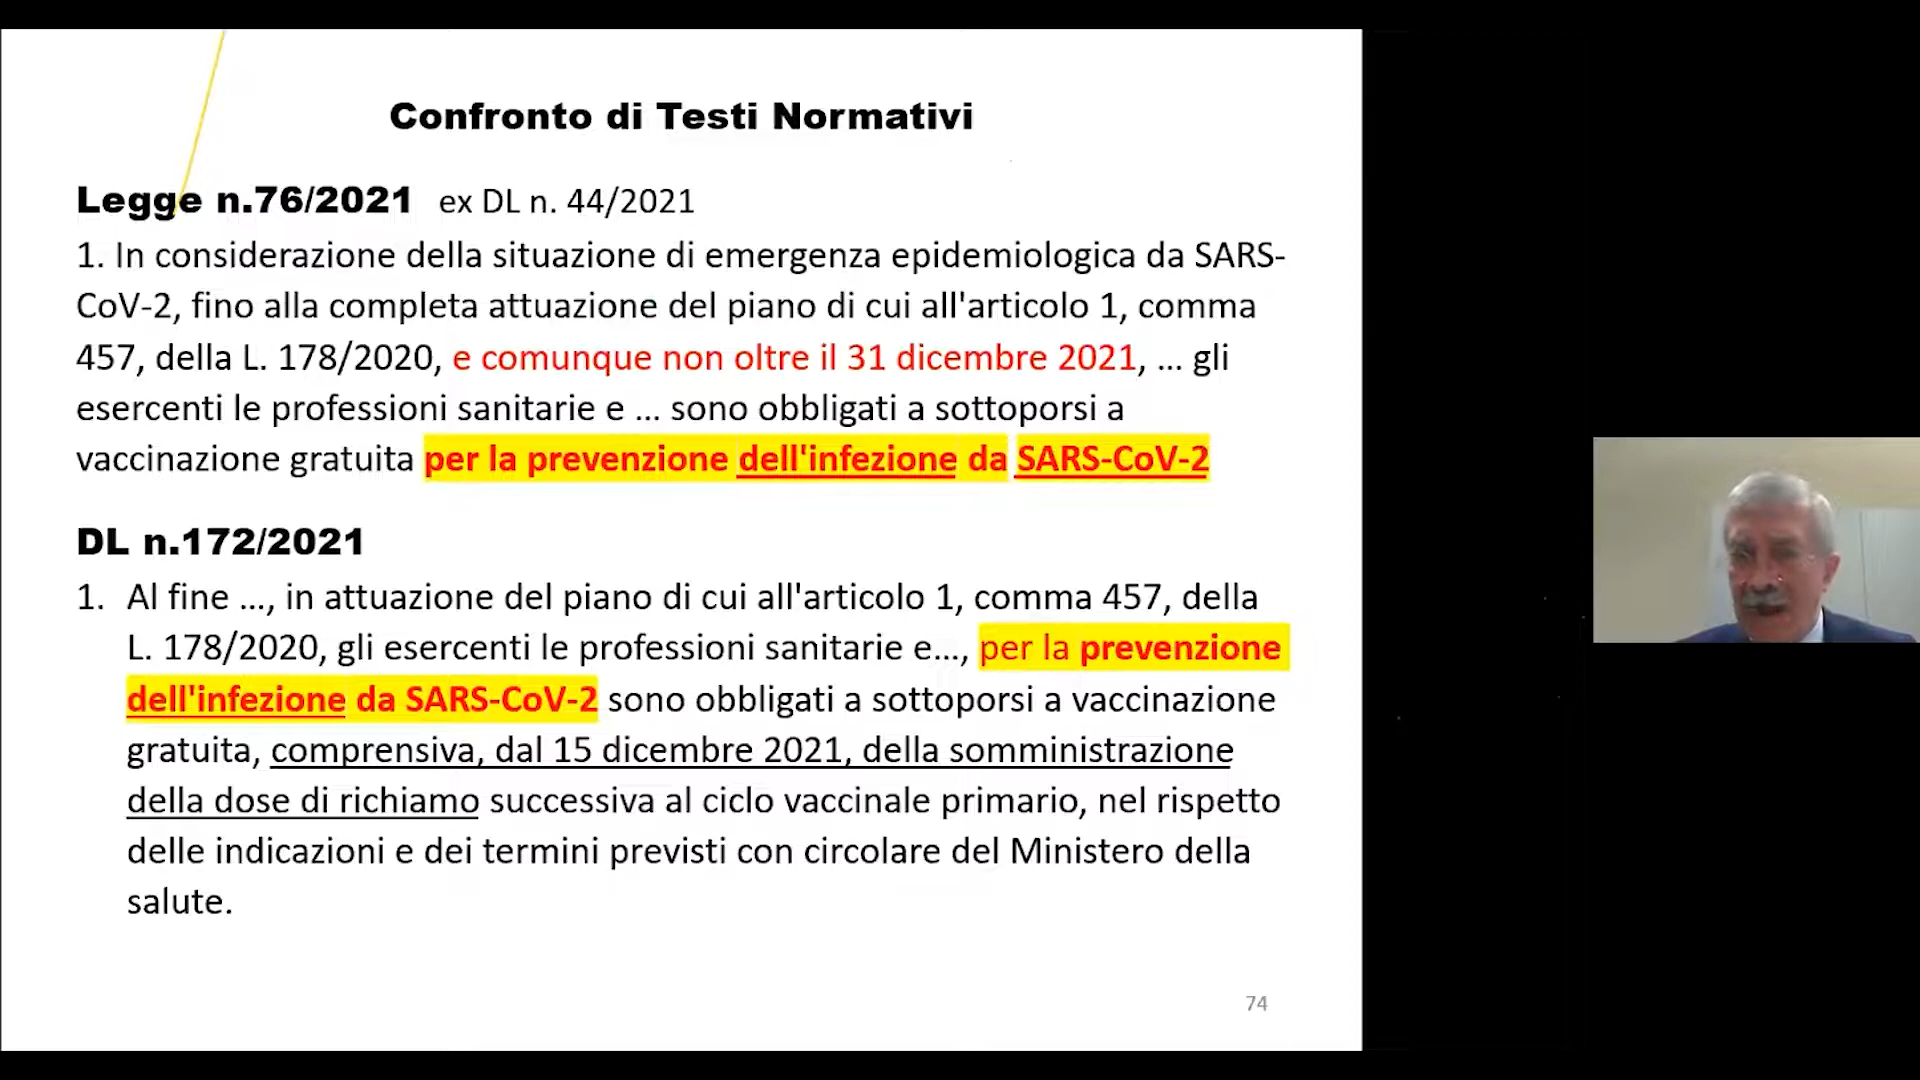 Confronto di Testi Normativi
Legge n.76/2021 ex DL n. 44/2021
1. In considerazione della situazione di emergenza epidemiologica da SARS-
CoV-2, fino alla completa attuazione del piano di cui all'articolo 1, comma
457, della L. 178/2020, e comunque non oltre il 31 dicembre 2021, ... gli
esercenti le professioni sanitarie e ... sono obbligati a sottoporsi a
vaccinazione gratuita per la prevenzione dell'infezione da SARS-CoV-2
DL n.172/2021
1. Al fine ..., in attuazione del piano di cui all'articolo 1, comma 457, della
L. 178/2020, gli esercenti le professioni sanitarie e..., per la prevenzione
dell'infezione da SARS-CoV-2 sono obbligati a sottoporsi a vaccinazione
gratuita, comprensiva, dal 15 dicembre 2021, della somministrazione
della dose di richiamo successiva al ciclo vaccinale primario, nel rispetto
delle indicazioni e dei termini previsti con circolare del Ministero della
salute.
74